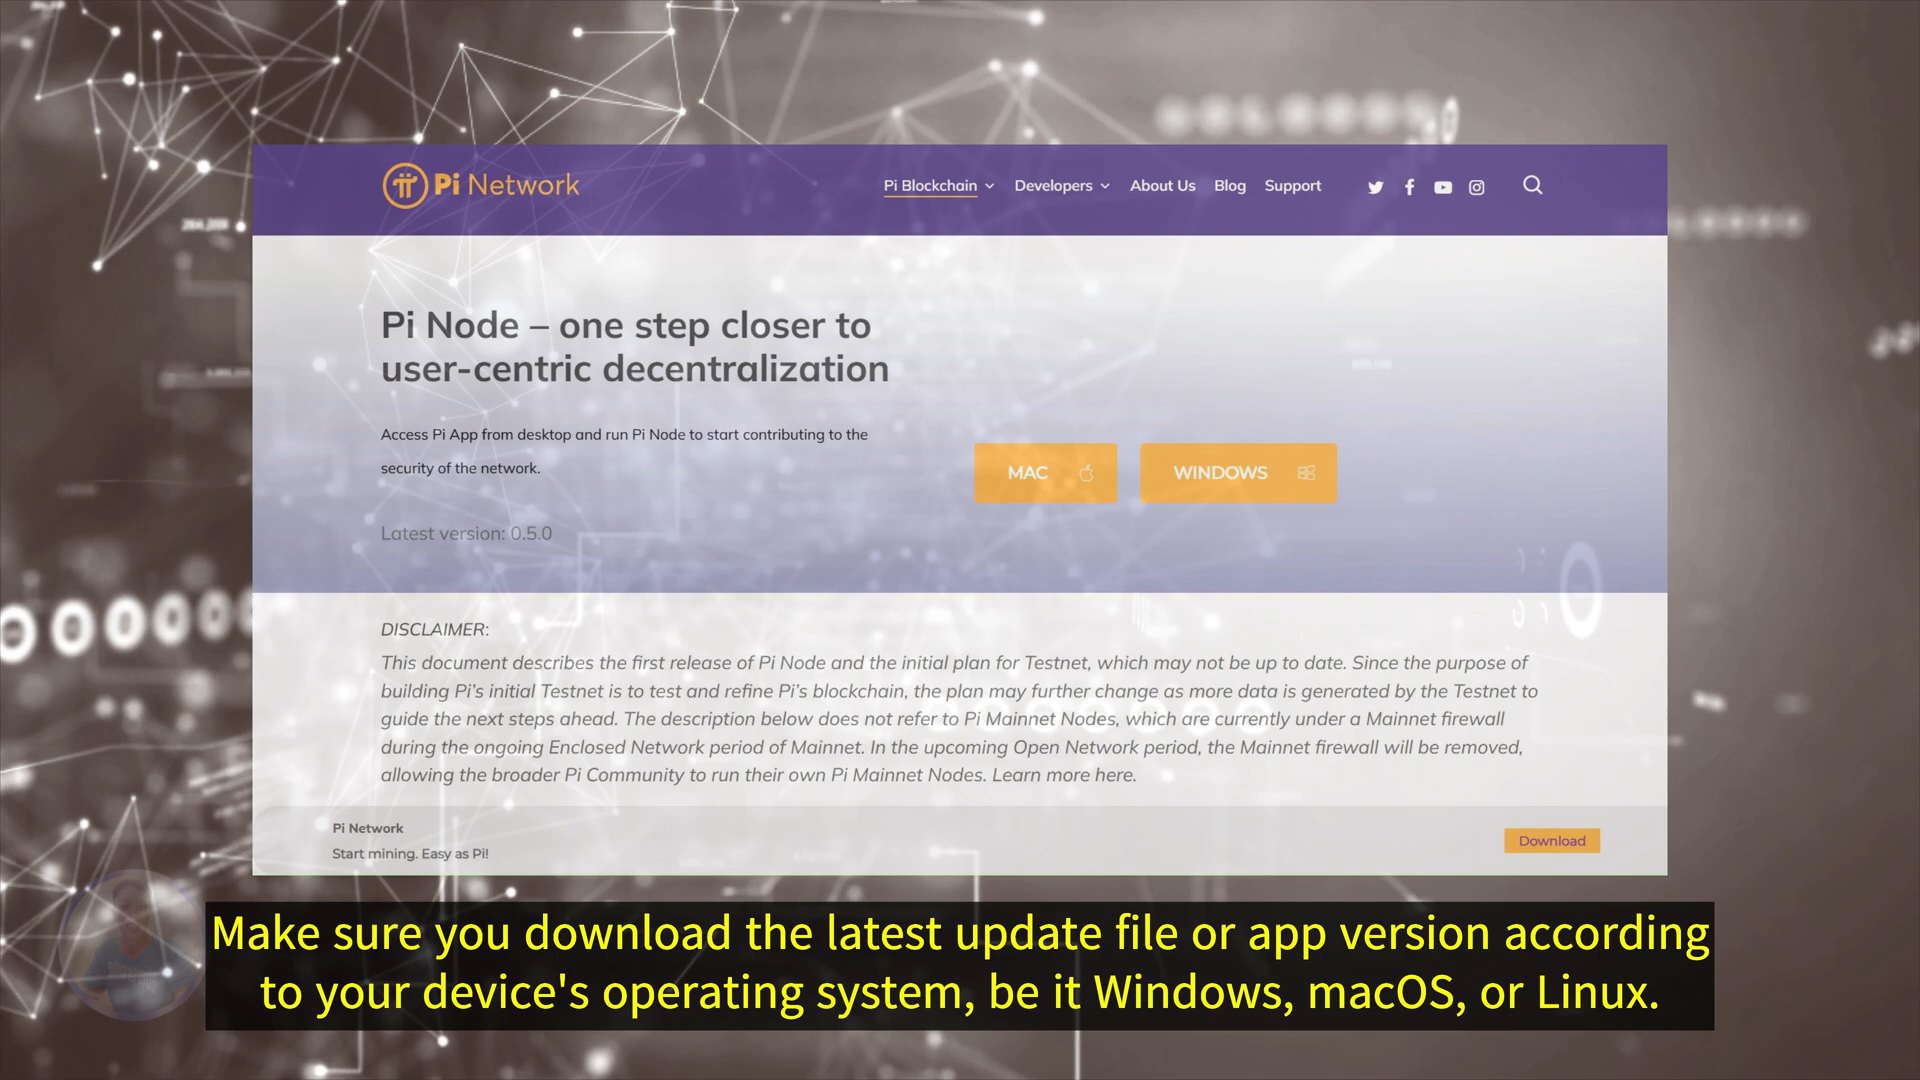 Pi Network
Pi Blockchain
Developers
About Us
Blog
Support
Pi Node – one step closer to
user-centric decentralization
Access Pi App from desktop and run Pi Node to start contributing to the
security of the network.
MAC
WINDOWS
Latest version: 0.5.0
DISCLAIMER:
This document describes the first release of Pi Node and the initial plan for Testnet, which may not be up to date. Since the purpose of
building Pi's initial Testnet is to test and refine Pi's blockchain, the plan may further change as more data is generated by the Testnet to
guide the next steps ahead. The description below does not refer to Pi Mainnet Nodes, which are currently under a Mainnet firewall
during the ongoing Enclosed Network period of Mainnet. In the upcoming Open Network period, the Mainnet firewall will be removed,
allowing the broader Pi Community to run their own Pi Mainnet Nodes. Learn more here.
Pi Network
Start mining. Easy as Pi!
Download
Make sure you download the latest update file or app version according
to your device's operating system, be it Windows, macOS, or Linux.